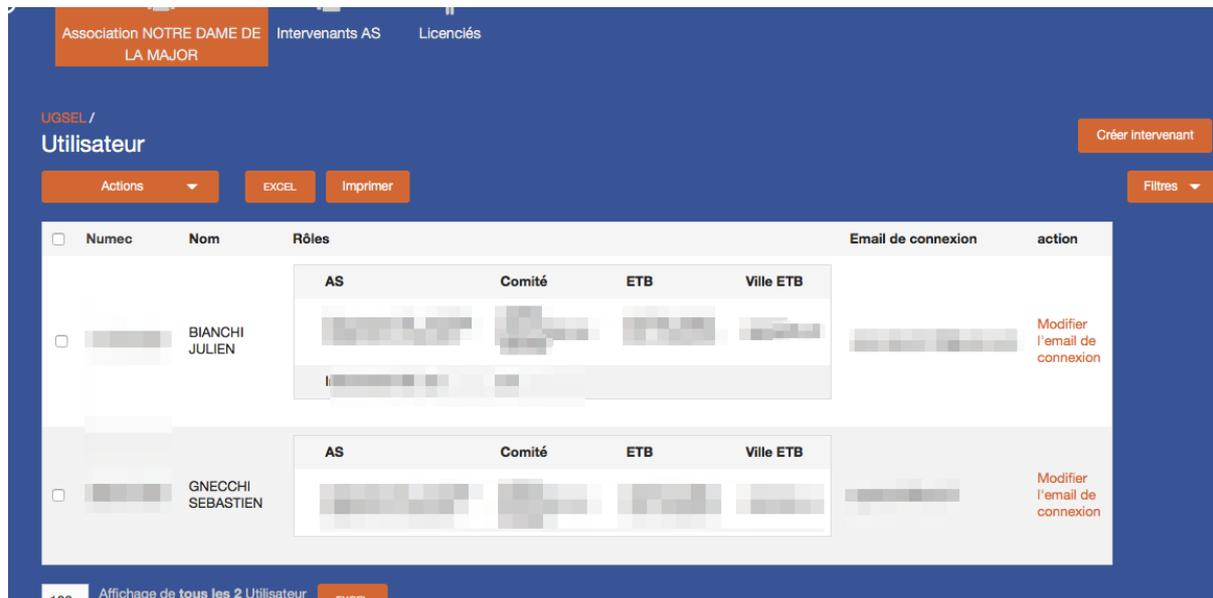 Association NOTRE DAME DE
LA MAJOR
Intervenants AS
Licenciés
UGSEL /
Utilisateur
Créer intervenant
Actions
EXCEL
Imprimer
Filtres
Numec
Nom
Rôles
Email de connexion
action
AS
Comité
ETB
Ville ETB
BIANCHI
JULIEN
Modifier
l'email de
connexion
AS
Comité
ETB
Ville ETB
GNECCHI
SEBASTIEN
Modifier
l'email de
connexion
Affichage de tous les 2 Utilisateur
EXCEL